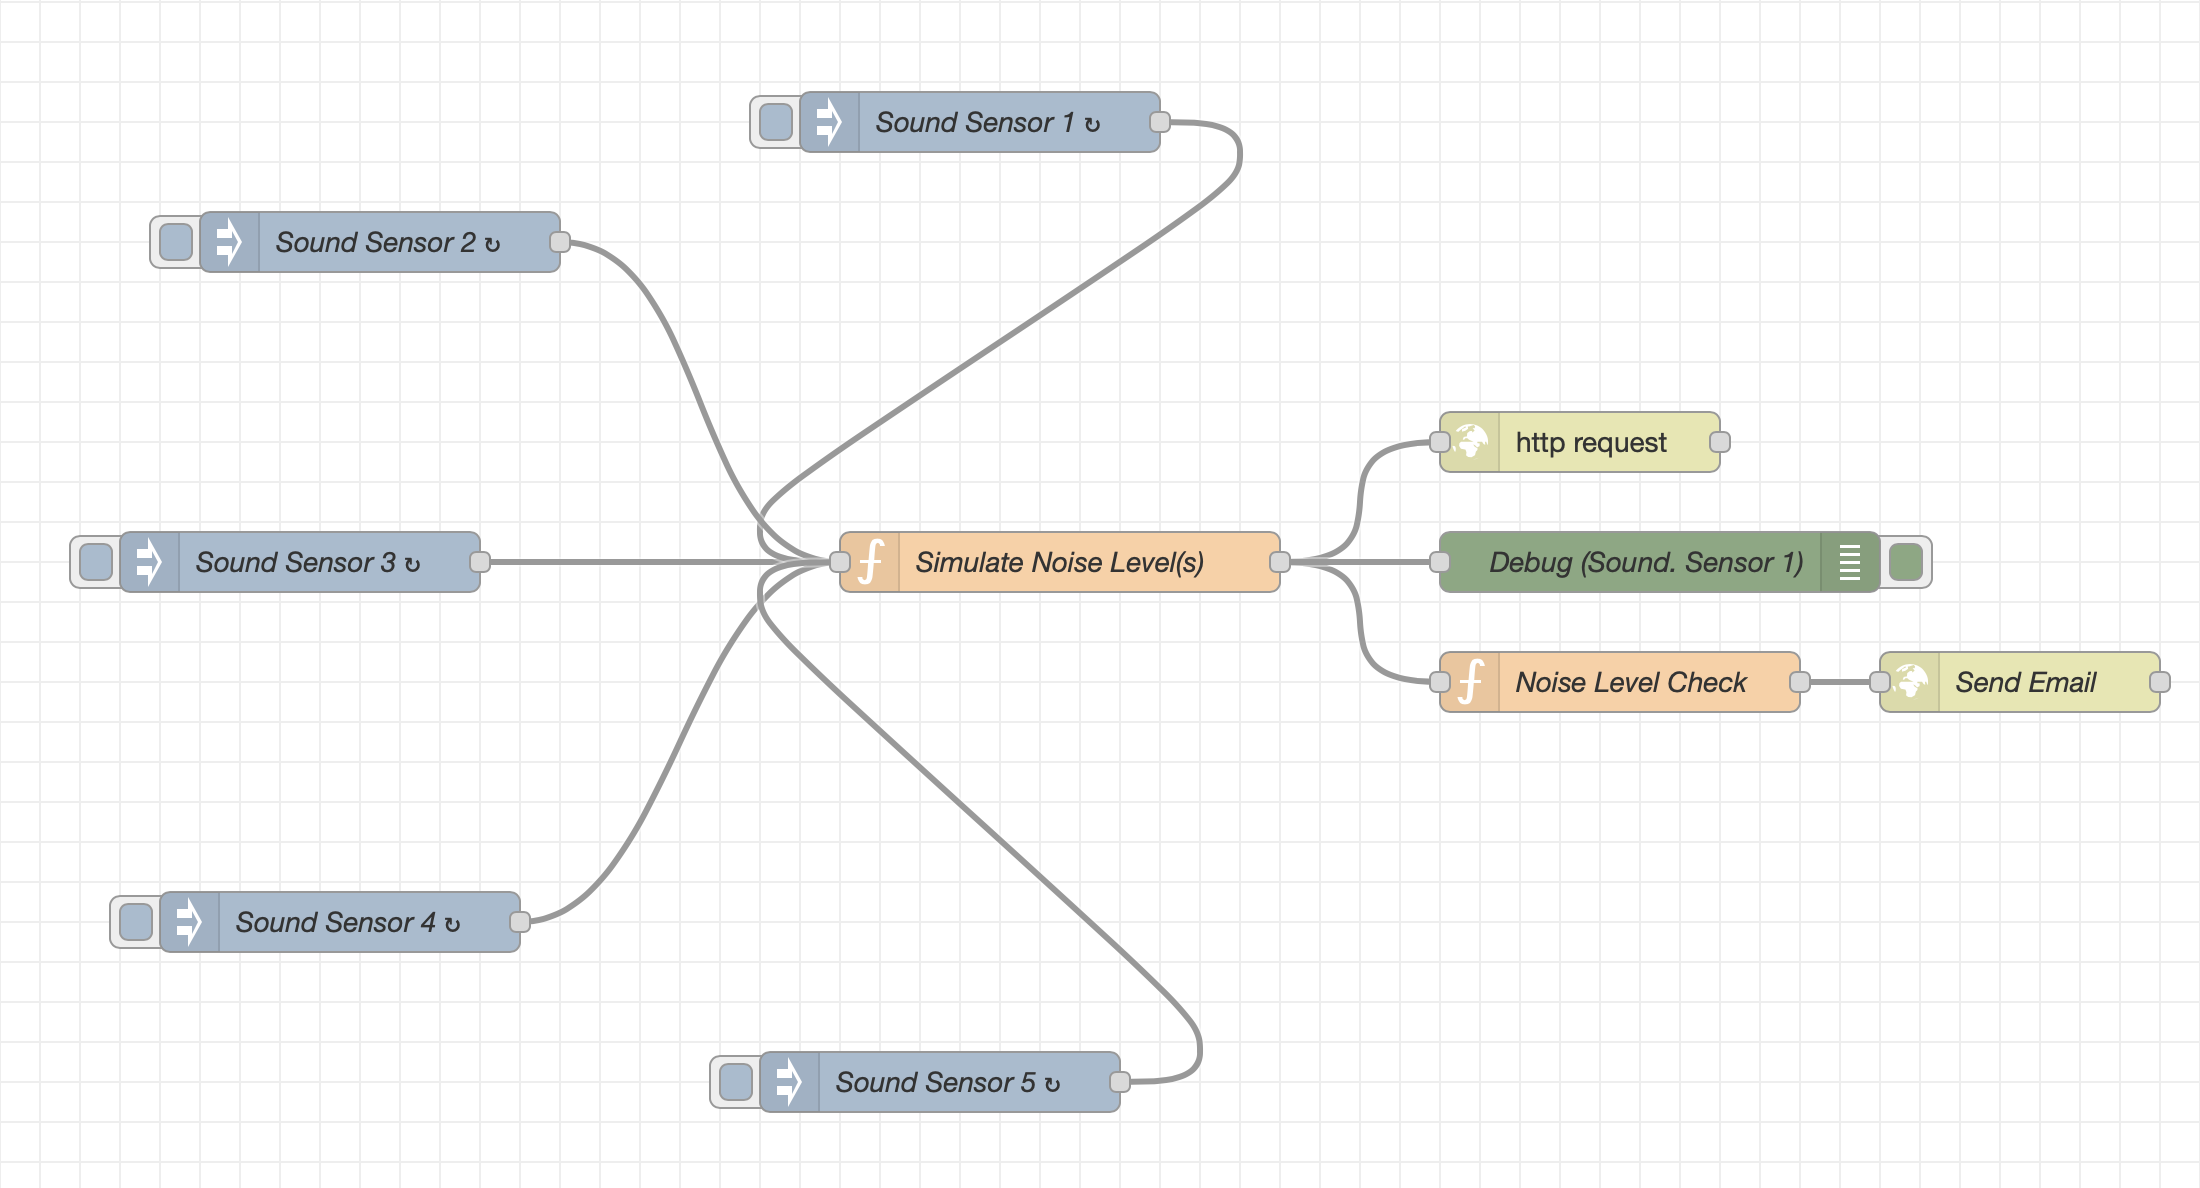 Sound Sensor 1 ↻
Sound Sensor 2 ↻
http request
Sound Sensor 3 ↻
Simulate Noise Level(s)
Debug (Sound. Sensor 1)
Noise Level Check
Send Email
Sound Sensor 4 ↻
Sound Sensor 5 ↻